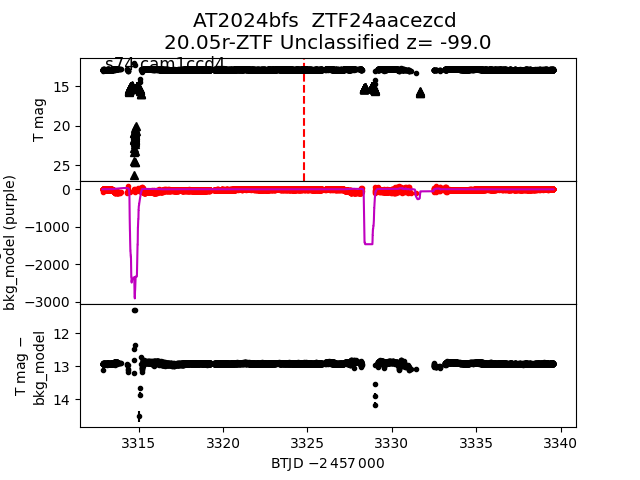 AT2024bfs ZTF24aacezcd
20.05r-ZTF Unclassified z= -99.0
s74 cam1ccd4
T mag
15
20
25
bkg_model (purple)
0
−1000
−2000
−3000
T mag −
bkg_model
12
13
14
3315
3320
3325
3330
3335
3340
BTJD −2 457 000